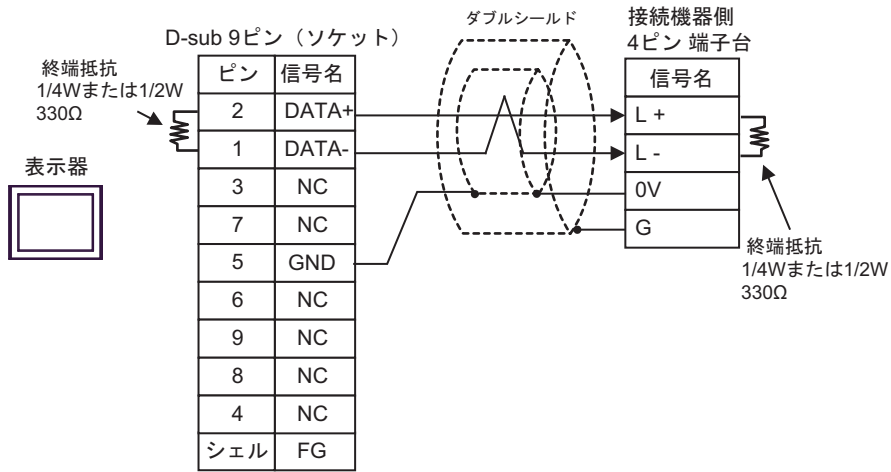 ダブルシールド
接続機器側
4ピン 端子台
D-sub 9ピン（ソケット）
終端抵抗
1/4Wまたは1/2W
330Ω
表示器
ピン 信号名
2 DATA+
1 DATA-
3 NC
7 NC
5 GND
6 NC
9 NC
8 NC
4 NC
シェル FG
信号名
L +
L -
0V
G
終端抵抗
1/4Wまたは1/2W
330Ω